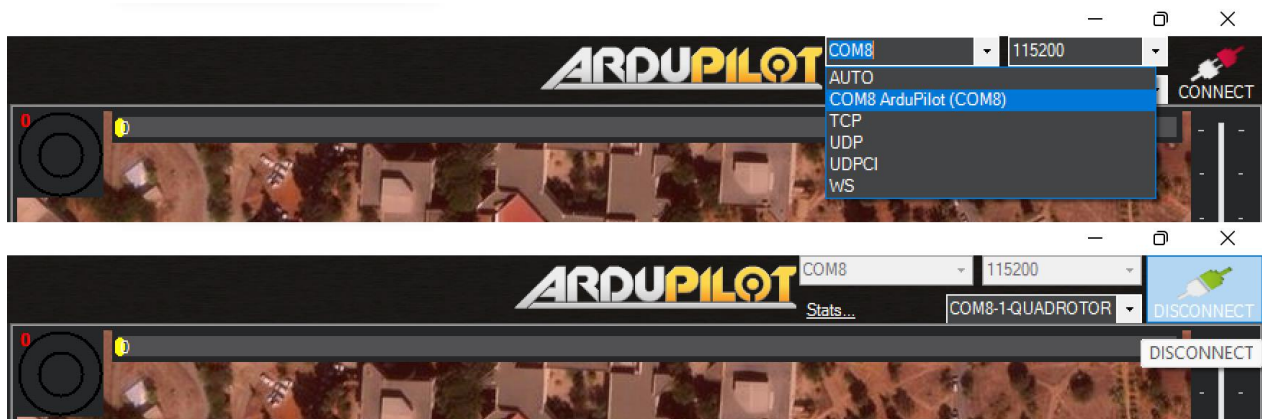 ARDUPILOT
COM8
115200
CONNECT
AUTO
COM8 ArduPilot (COM8)
TCP
UDP
UDPCI
WS
0
0
ARDUPILOT
COM8
115200
Stats...
COM8-1-QUADROTOR
DISCONNECT
DISCONNECT
0
0